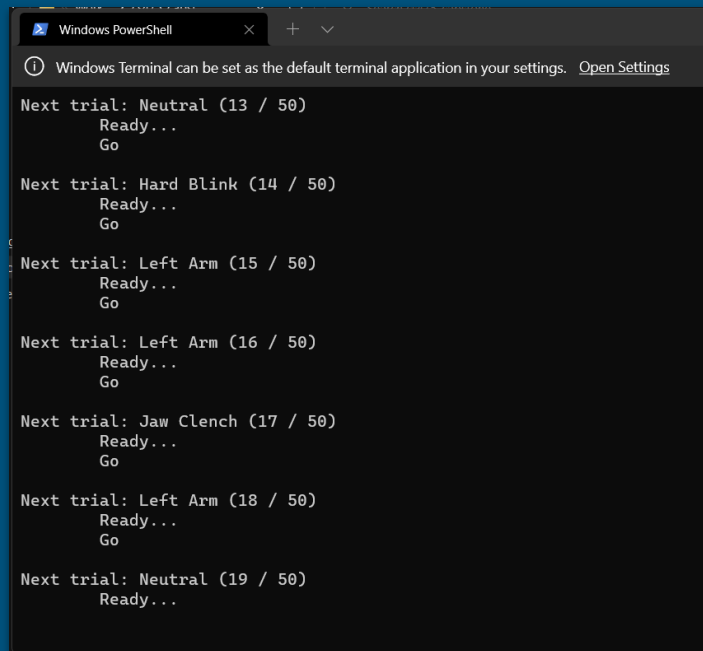 Windows PowerShell
Windows Terminal can be set as the default terminal application in your settings. Open Settings
Next trial: Neutral (13 / 50)
Ready...
Go
Next trial: Hard Blink (14 / 50)
Ready...
Go
Next trial: Left Arm (15 / 50)
Ready...
Go
Next trial: Left Arm (16 / 50)
Ready...
Go
Next trial: Jaw Clench (17 / 50)
Ready...
Go
Next trial: Left Arm (18 / 50)
Ready...
Go
Next trial: Neutral (19 / 50)
Ready...